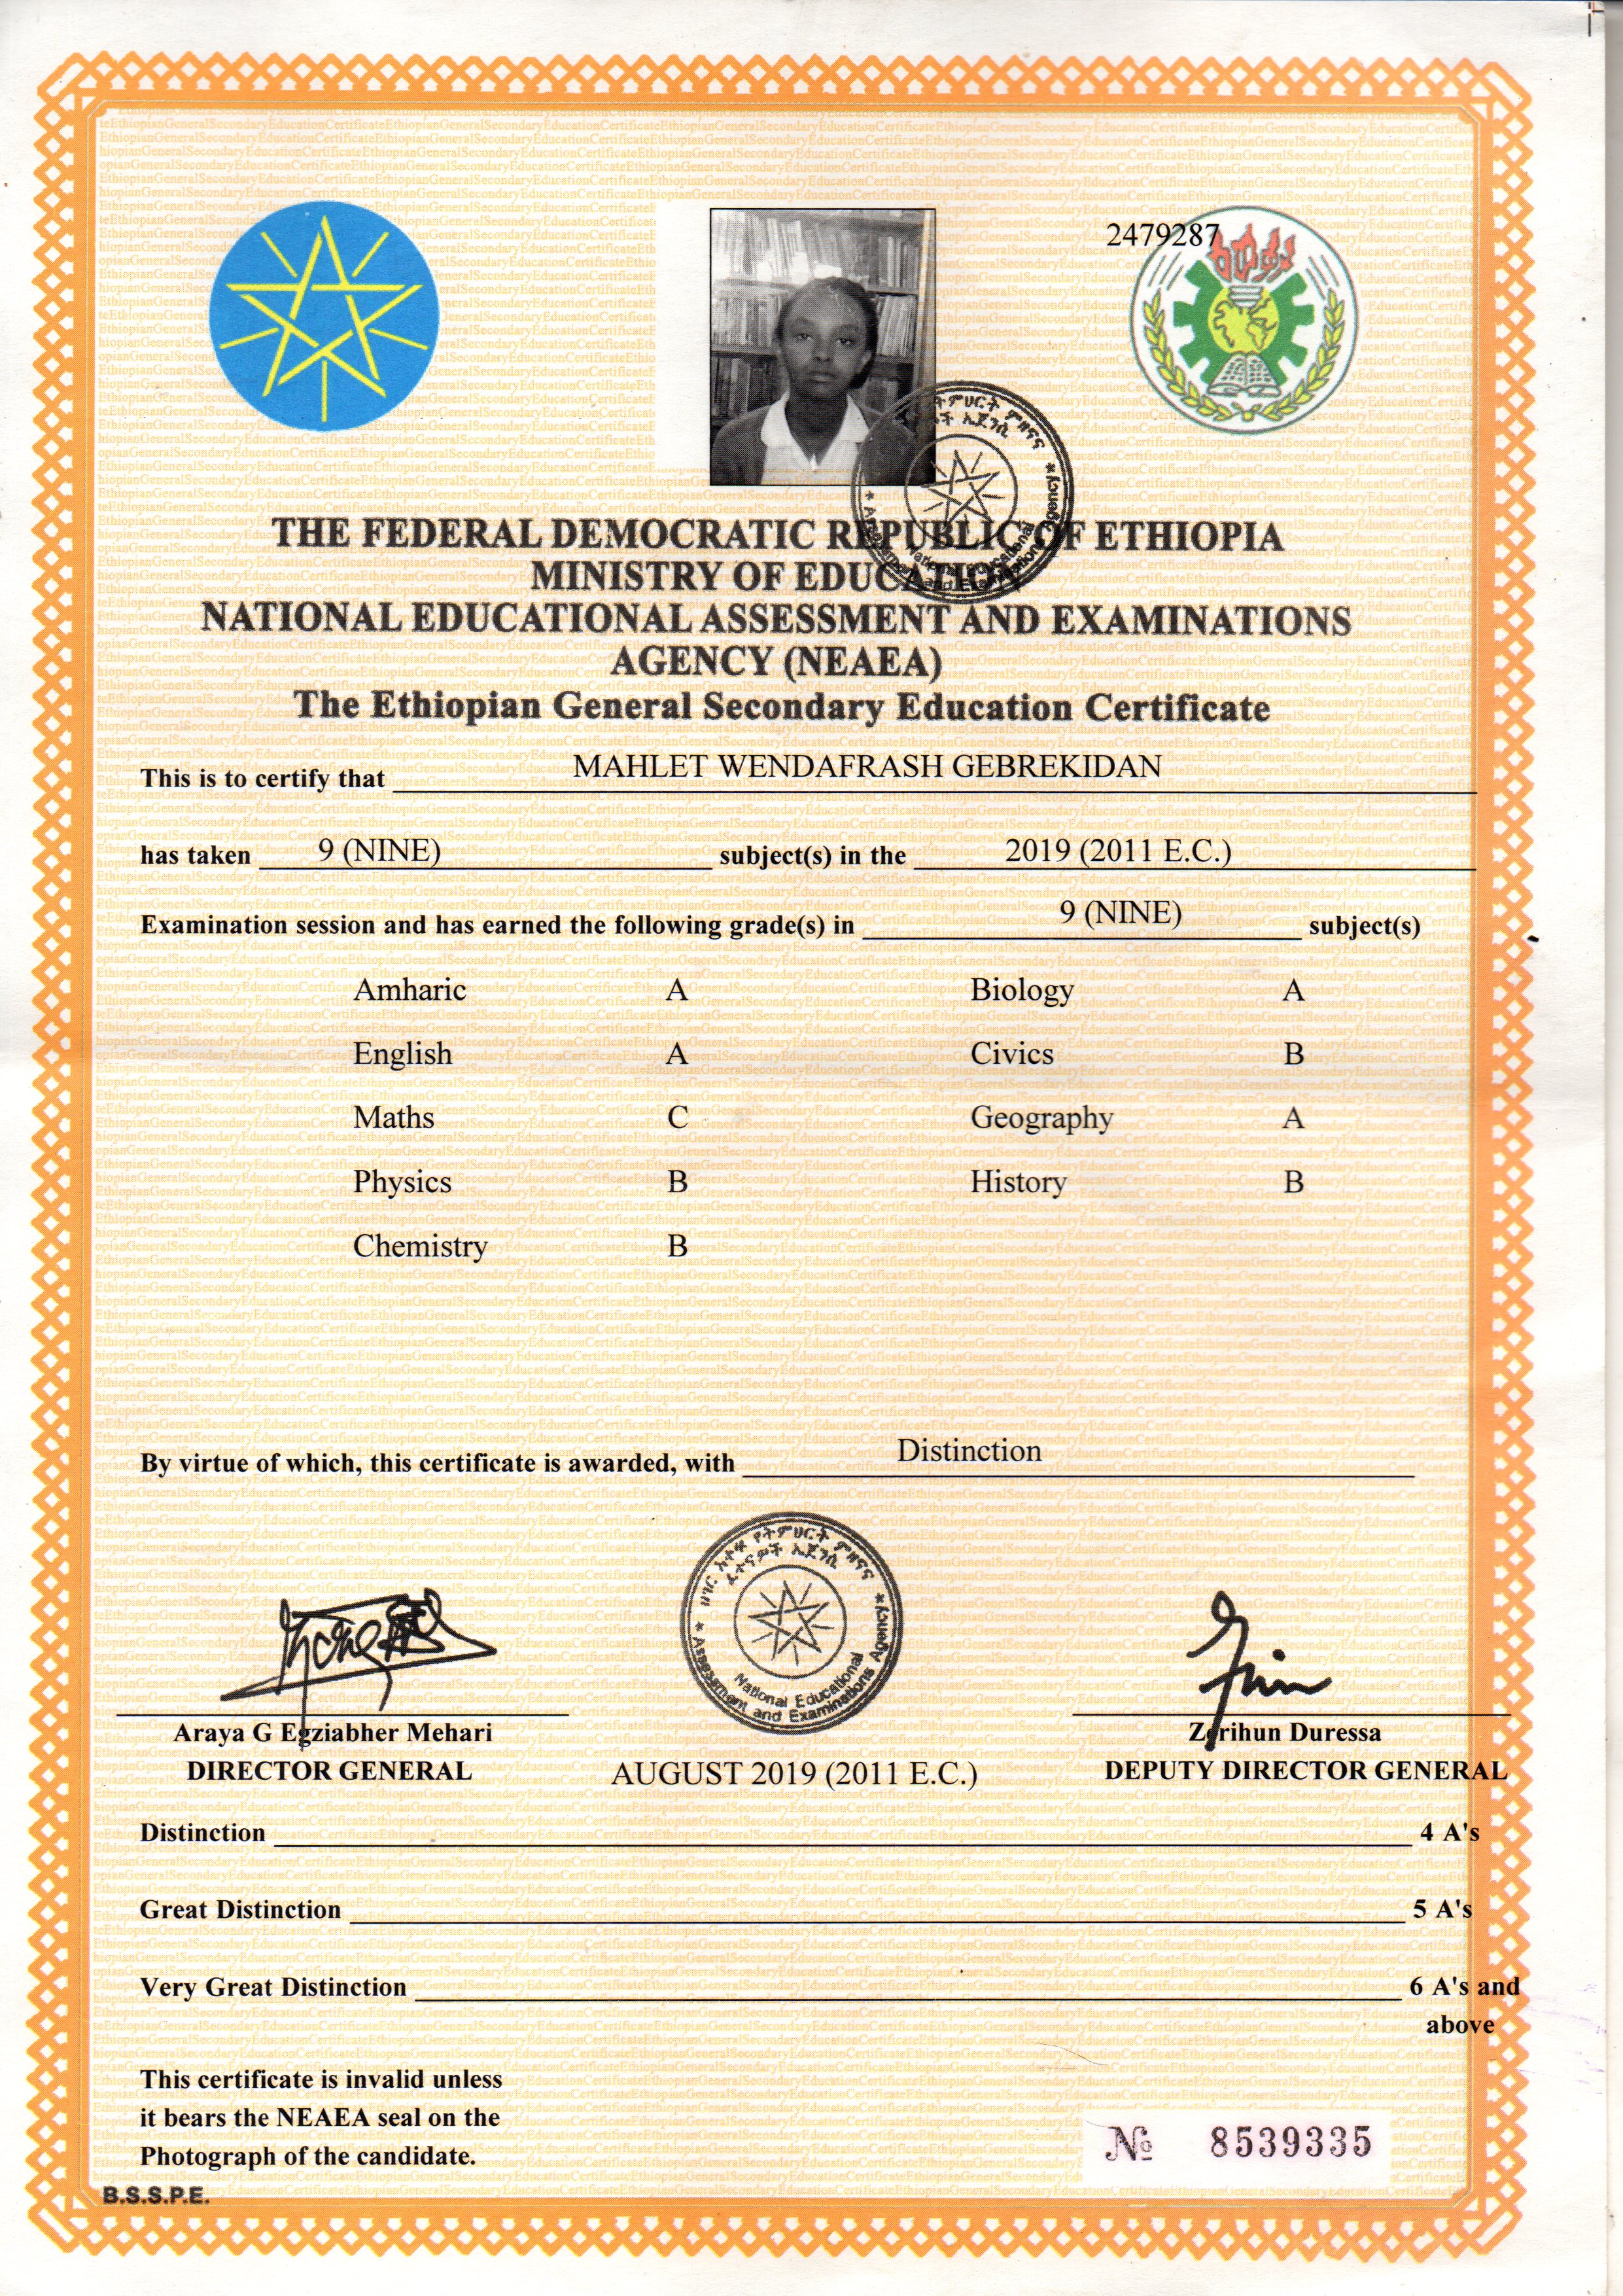 2479287
THE FEDERAL DEMOCRATIC REPUBLIC OF ETHIOPIA
MINISTRY OF EDUCATION
NATIONAL EDUCATIONAL ASSESSMENT AND EXAMINATIONS
AGENCY (NEAEA)
The Ethiopian General Secondary Education Certificate
This is to certify that MAHLET WENDAFRASH GEBREKIDAN
has taken 9 (NINE) subject(s) in the 2019 (2011 E.C.)
Examination session and has earned the following grade(s) in 9 (NINE) subject(s)
Amharic A Biology A
English A Civics B
Maths C Geography A
Physics B History B
Chemistry B
By virtue of which, this certificate is awarded, with Distinction
የትምህርት ምዘናና
ፈተናዎች ኤጀንሲ
National Educational
* Assessment and Examinations Agency *
Araya G Egziabher Mehari Zerihun Duressa
DIRECTOR GENERAL AUGUST 2019 (2011 E.C.) DEPUTY DIRECTOR GENERAL
Distinction 4 A's
Great Distinction 5 A's
Very Great Distinction 6 A's and
above
This certificate is invalid unless
it bears the NEAEA seal on the
Photograph of the candidate.
№ 8539335
B.S.S.P.E.